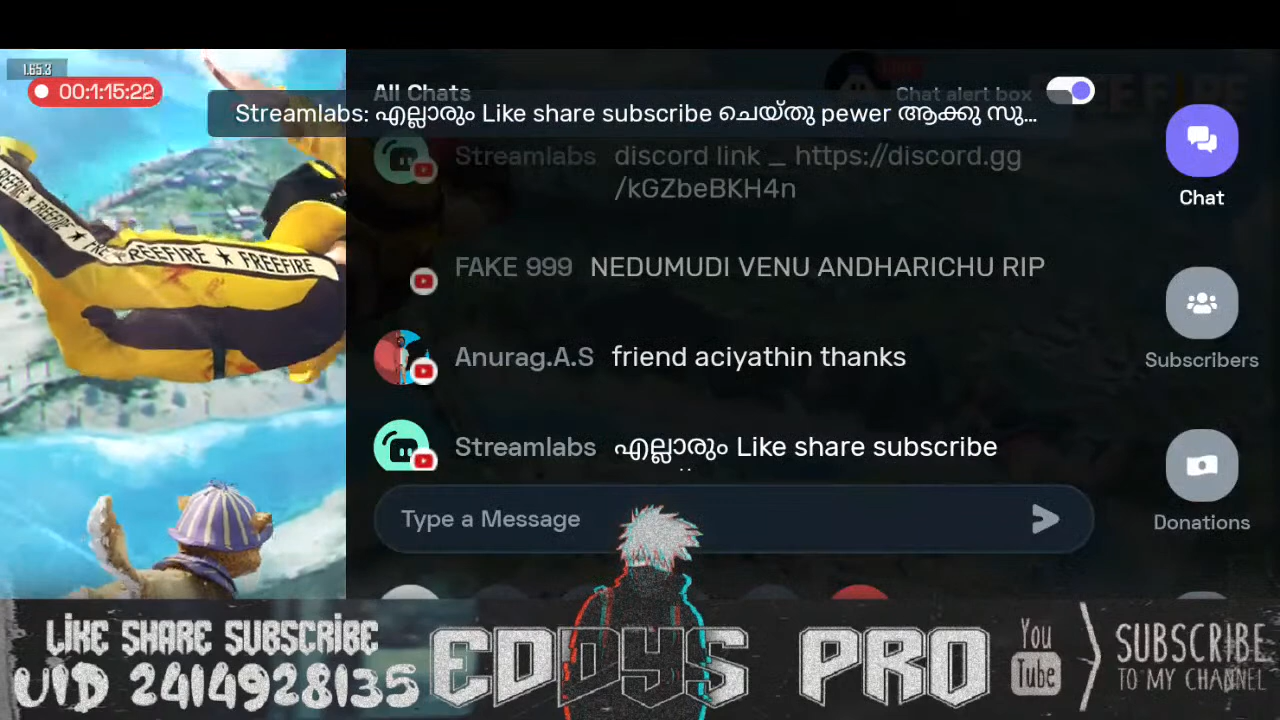 1.65.3
00:1:15:22
All Chats
Chat alert box
Streamlabs: എല്ലാരും Like share subscribe ചെയ്തു pewer ആക്കു സു...
Streamlabs discord link _ https://discord.gg
/kGZbeBKH4n
Chat
FAKE 999 NEDUMUDI VENU ANDHARICHU RIP
Subscribers
Anurag.A.S friend aciyathin thanks
Streamlabs എല്ലാരും Like share subscribe
Type a Message
Donations
FREEFIRE ★ FREEFIRE
LIKE SHARE SUBSCRIBE
UID 2414928135
EDDYS PRO
You
Tube
SUBSCRIBE
TO MY CHANNEL